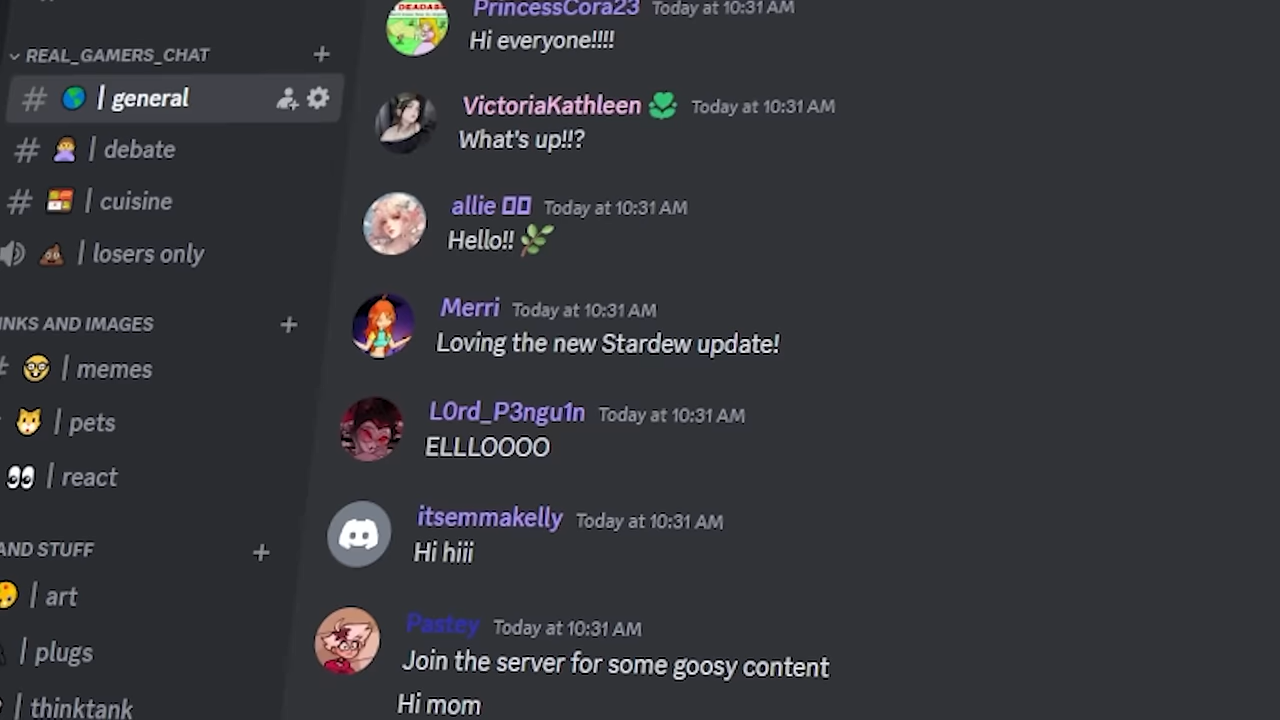 REAL_GAMERS_CHAT
# | general
# | debate
# | cuisine
| losers only
INKS AND IMAGES
| memes
| pets
| react
AND STUFF
| art
| plugs
| thinktank
PrincessCora23 Today at 10:31 AM
Hi everyone!!!!
VictoriaKathleen Today at 10:31 AM
What's up!!?
allie Today at 10:31 AM
Hello!!
Merri Today at 10:31 AM
Loving the new Stardew update!
L0rd_P3ngu1n Today at 10:31 AM
ELLLOOOO
itsemmakelly Today at 10:31 AM
Hi hiii
Pastey Today at 10:31 AM
Join the server for some goosy content
Hi mom